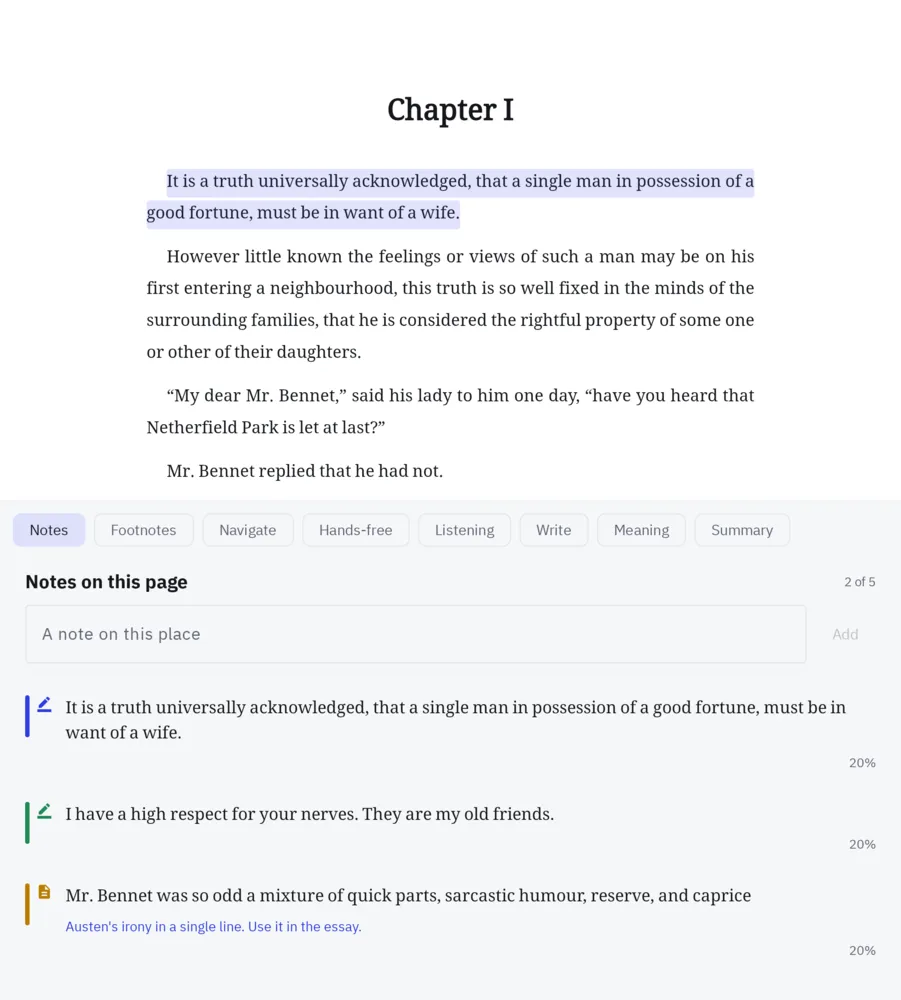 Chapter I
It is a truth universally acknowledged, that a single man in possession of a
good fortune, must be in want of a wife.
However little known the feelings or views of such a man may be on his
first entering a neighbourhood, this truth is so well fixed in the minds of the
surrounding families, that he is considered the rightful property of some one
or other of their daughters.
“My dear Mr. Bennet,” said his lady to him one day, “have you heard that
Netherfield Park is let at last?”
Mr. Bennet replied that he had not.
Notes Footnotes Navigate Hands-free Listening Write Meaning Summary
Notes on this page 2 of 5
A note on this place Add
It is a truth universally acknowledged, that a single man in possession of a good fortune, must be in
want of a wife.
20%
I have a high respect for your nerves. They are my old friends.
20%
Mr. Bennet was so odd a mixture of quick parts, sarcastic humour, reserve, and caprice
Austen's irony in a single line. Use it in the essay.
20%